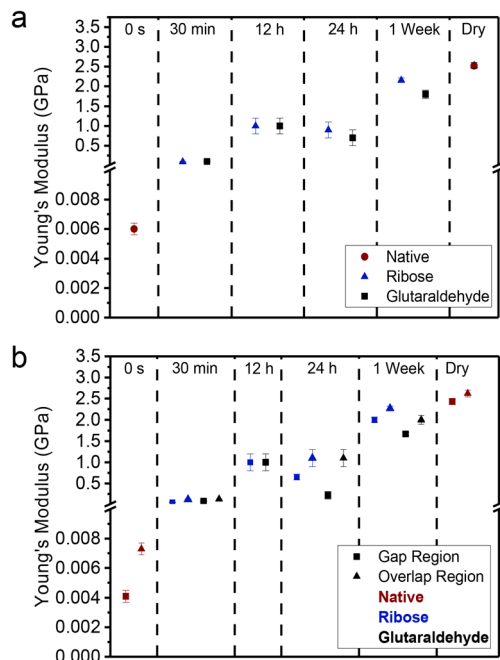 a
0 s 30 min 12 h 24 h 1 Week Dry
Young's Modulus (GPa)
3.5
3.0
2.5
2.0
1.5
1.0
0.5
0.008
0.006
0.004
0.002
0.000
Native
Ribose
Glutaraldehyde
b
0 s 30 min 12 h 24 h 1 Week Dry
Young's Modulus (GPa)
3.5
3.0
2.5
2.0
1.5
1.0
0.5
0.008
0.006
0.004
0.002
0.000
Gap Region
Overlap Region
Native
Ribose
Glutaraldehyde